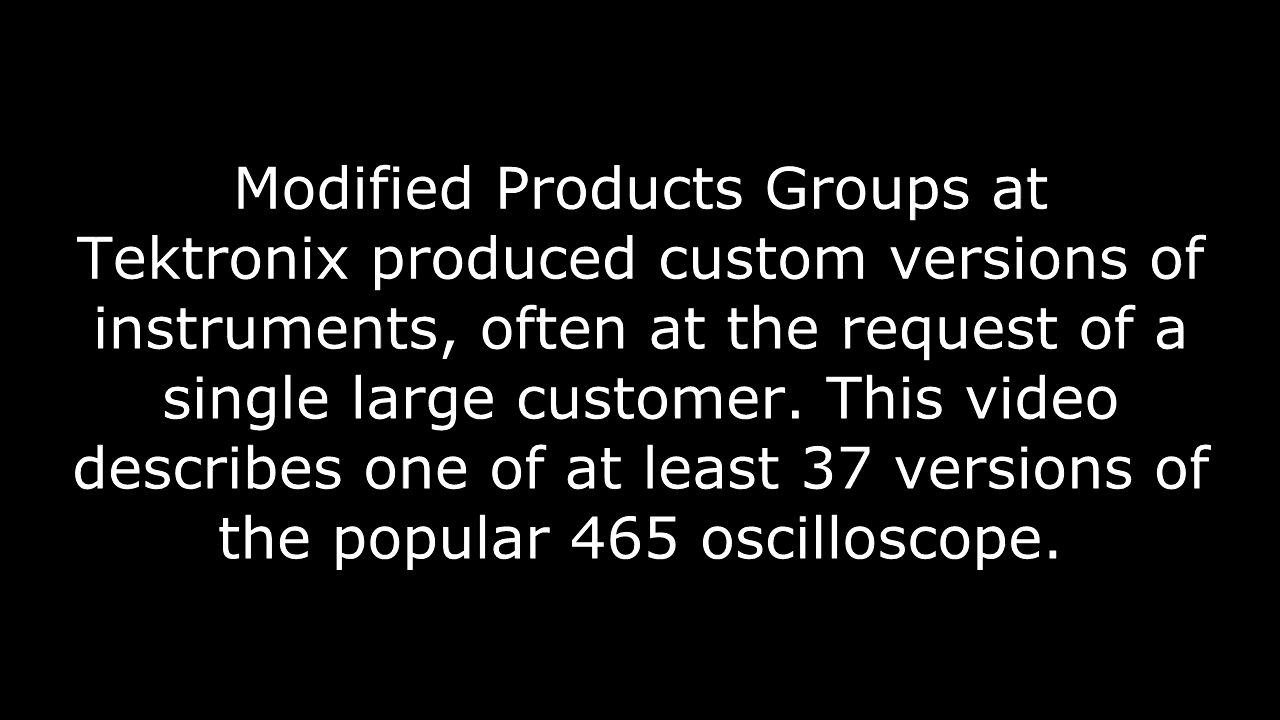 Modified Products Groups at
Tektronix produced custom versions of
instruments, often at the request of a
single large customer. This video
describes one of at least 37 versions of
the popular 465 oscilloscope.